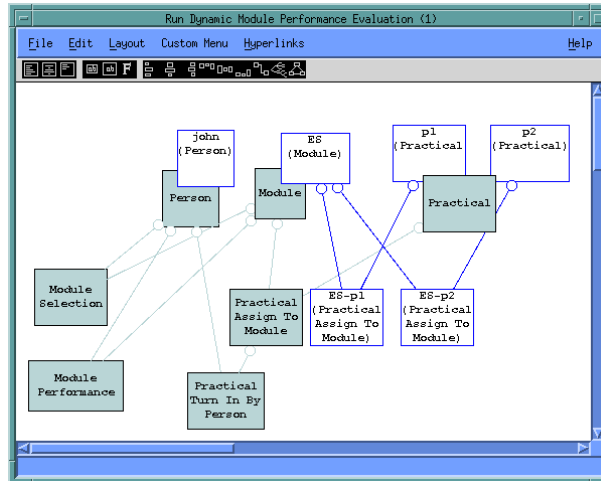 Run Dynamic Module Performance Evaluation (1)
File Edit Layout Custom Menu Hyperlinks Help
F
john
(Person)
ES
(Module)
p1
(Practical
p2
(Practical)
Person
Module
Practical
Module
Selection
Practical
Assign To
Module
ES-p1
(Practical
Assign To
Module)
ES-p2
(Practical
Assign To
Module)
Module
Performance
Practical
Turn In By
Person